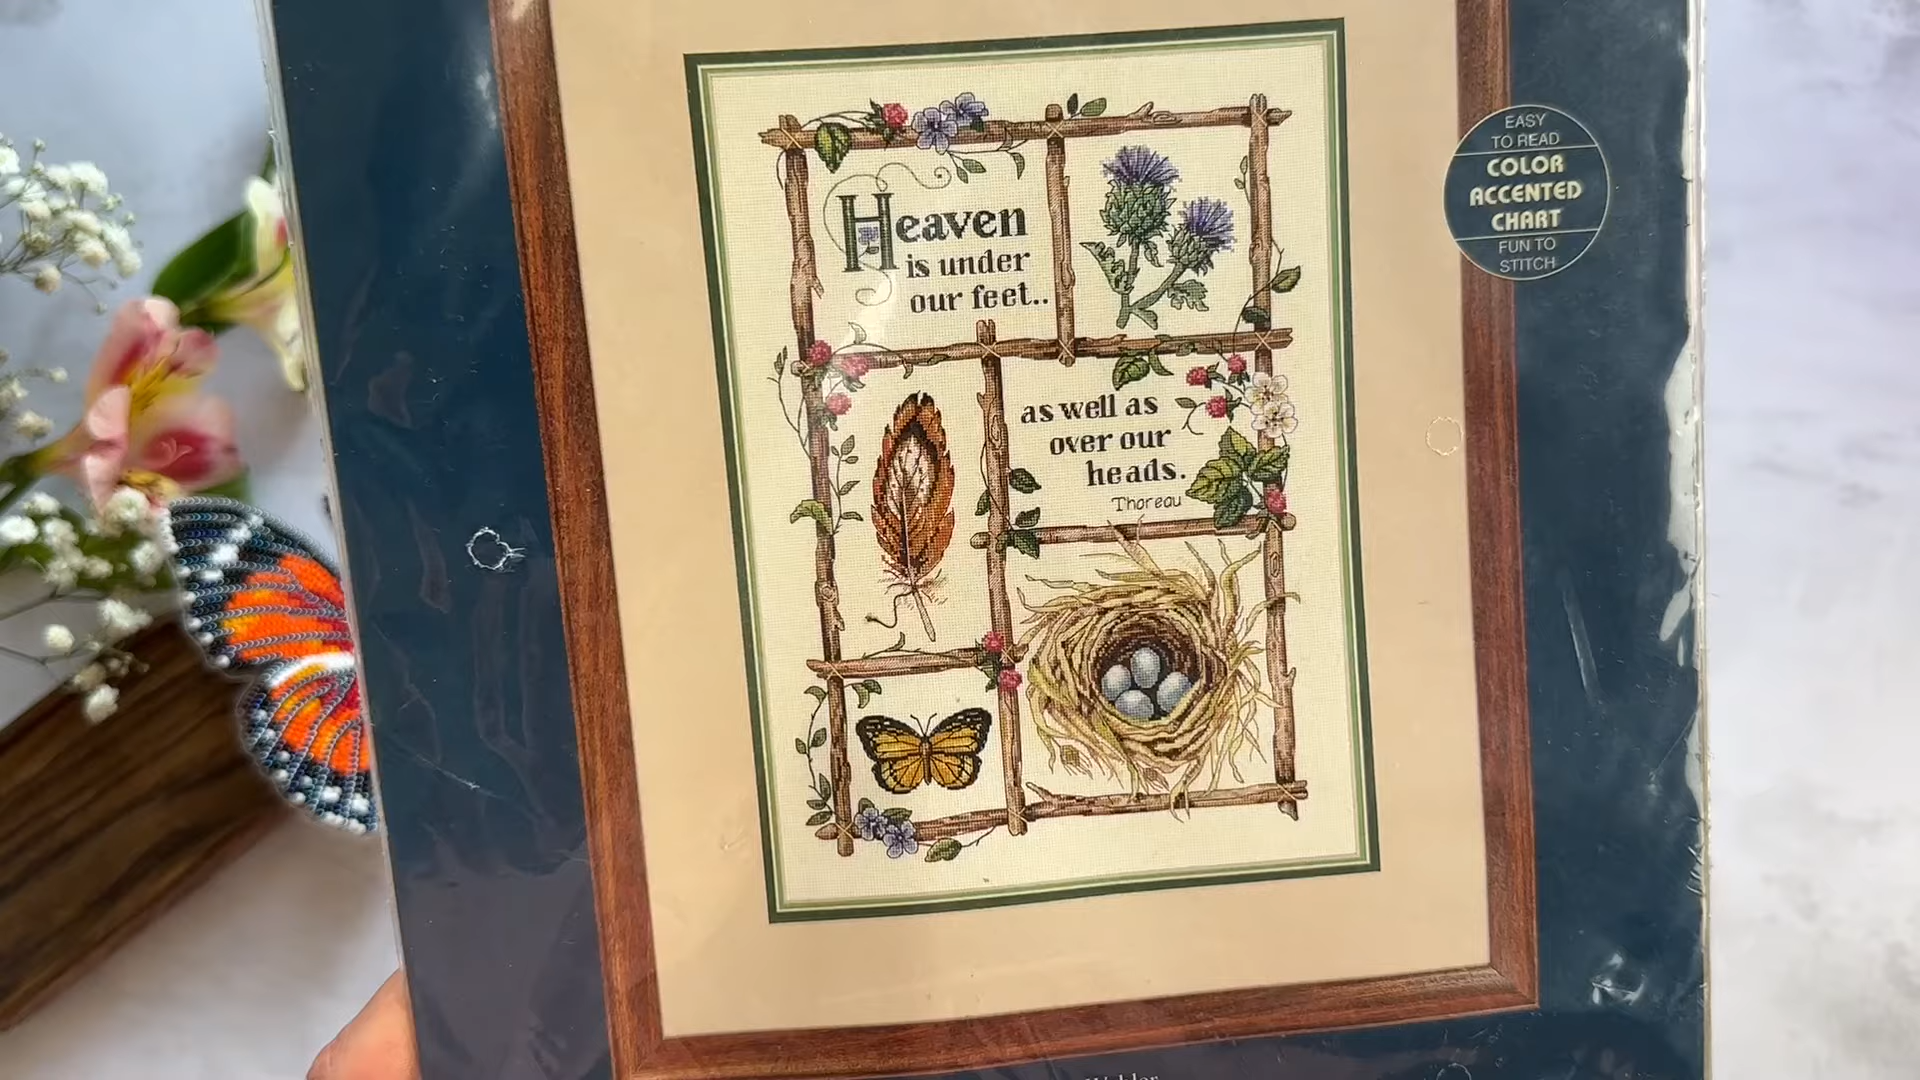 Heaven
is under
our feet..
as well as
over our
heads.
Thoreau
EASY
TO READ
COLOR
ACCENTED
CHART
FUN TO
STITCH